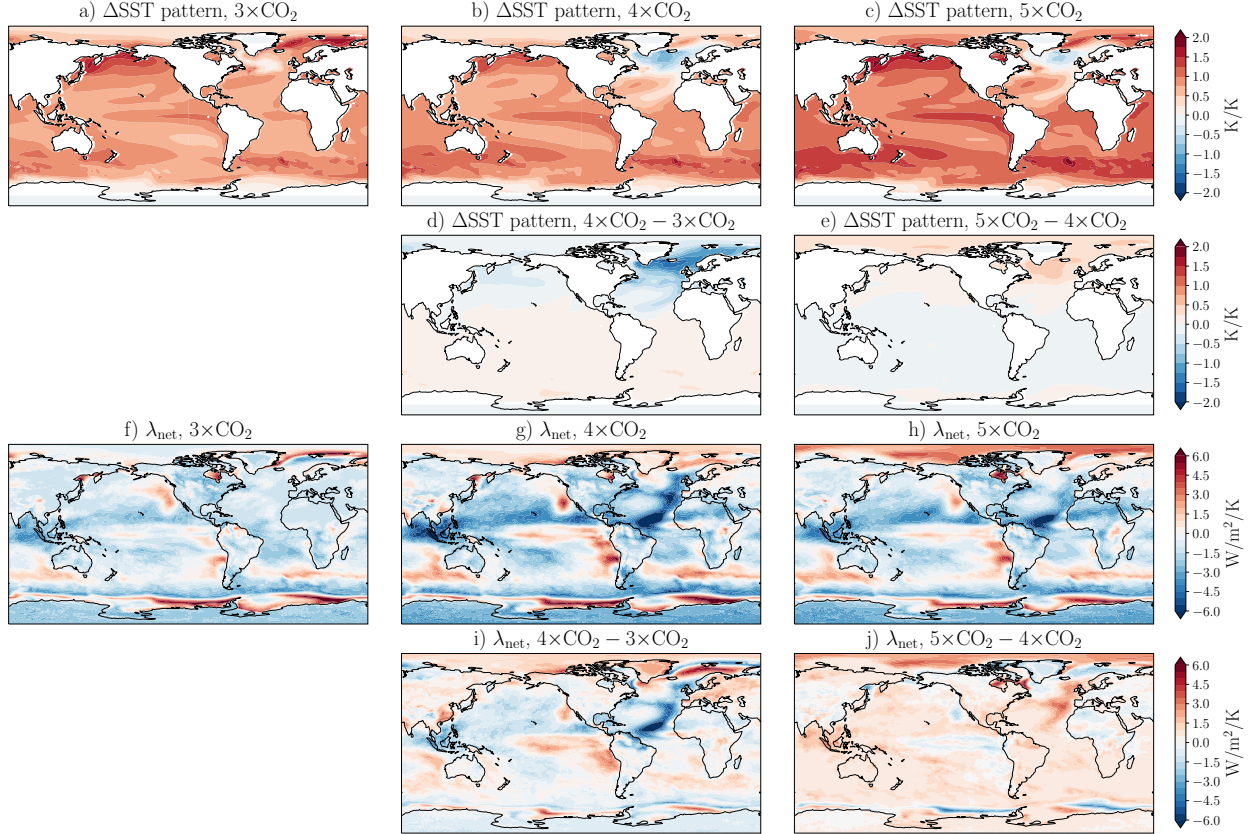 a) ΔSST pattern, 3×CO₂
b) ΔSST pattern, 4×CO₂
c) ΔSST pattern, 5×CO₂
2.0
1.5
1.0
0.5
0.0
−0.5
−1.0
−1.5
−2.0
K/K
d) ΔSST pattern, 4×CO₂ − 3×CO₂
e) ΔSST pattern, 5×CO₂ − 4×CO₂
2.0
1.5
1.0
0.5
0.0
−0.5
−1.0
−1.5
−2.0
K/K
f) λnet, 3×CO₂
g) λnet, 4×CO₂
h) λnet, 5×CO₂
6.0
4.5
3.0
1.5
0.0
−1.5
−3.0
−4.5
−6.0
W/m²/K
i) λnet, 4×CO₂ − 3×CO₂
j) λnet, 5×CO₂ − 4×CO₂
6.0
4.5
3.0
1.5
0.0
−1.5
−3.0
−4.5
−6.0
W/m²/K